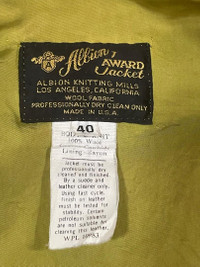 Albion
AWARD
Jacket
ALBION KNITTING MILLS
LOS ANGELES, CALIFORNIA
WOOL FABRIC
PROFESSIONALLY DRY CLEAN ONLY
MADE IN U.S.A.
40
100% Wool
Lining-
Jacket must be
professionally dry
cleaned and finished.
By a suede and
leather cleaner only.
Using fast cycle.
Finish on leather
must be tested for
stability. Certain
petroleum solvents
are not suitable for
cleaning this leather.
WPL